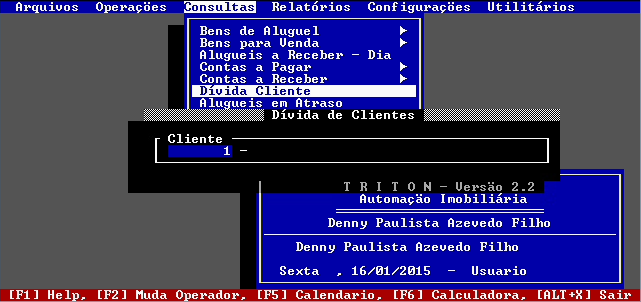 Arquivos Operações Consultas Relatórios Configurações Utilitários
Bens de Aluguel
Bens para Venda
Alugueis a Receber - Dia
Contas a Pagar
Contas a Receber
Dívida Cliente
Alugueis em Atraso
Dívida de Clientes
Cliente
1 -
T R I T O N - Versão 2.2
Automação Imobiliária
Denny Paulista Azevedo Filho
Denny Paulista Azevedo Filho
Sexta , 16/01/2015 - Usuario
[F1] Help, [F2] Muda Operador, [F5] Calendario, [F6] Calculadora, [ALT+X] Sair